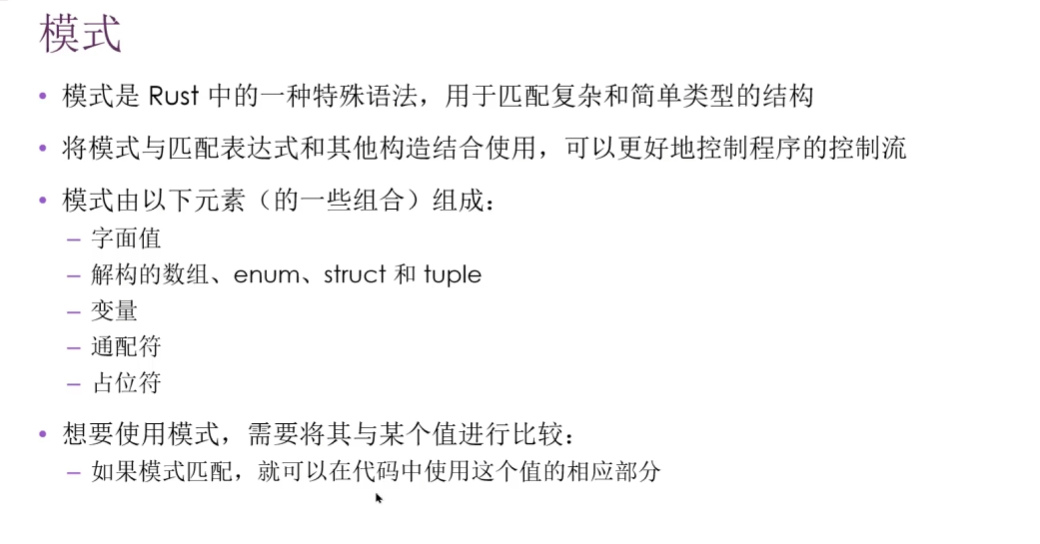 模式
• 模式是 Rust 中的一种特殊语法，用于匹配复杂和简单类型的结构
• 将模式与匹配表达式和其他构造结合使用，可以更好地控制程序的控制流
• 模式由以下元素（的一些组合）组成：
– 字面值
– 解构的数组、enum、struct 和 tuple
– 变量
– 通配符
– 占位符
• 想要使用模式，需要将其与某个值进行比较：
– 如果模式匹配，就可以在代码中使用这个值的相应部分